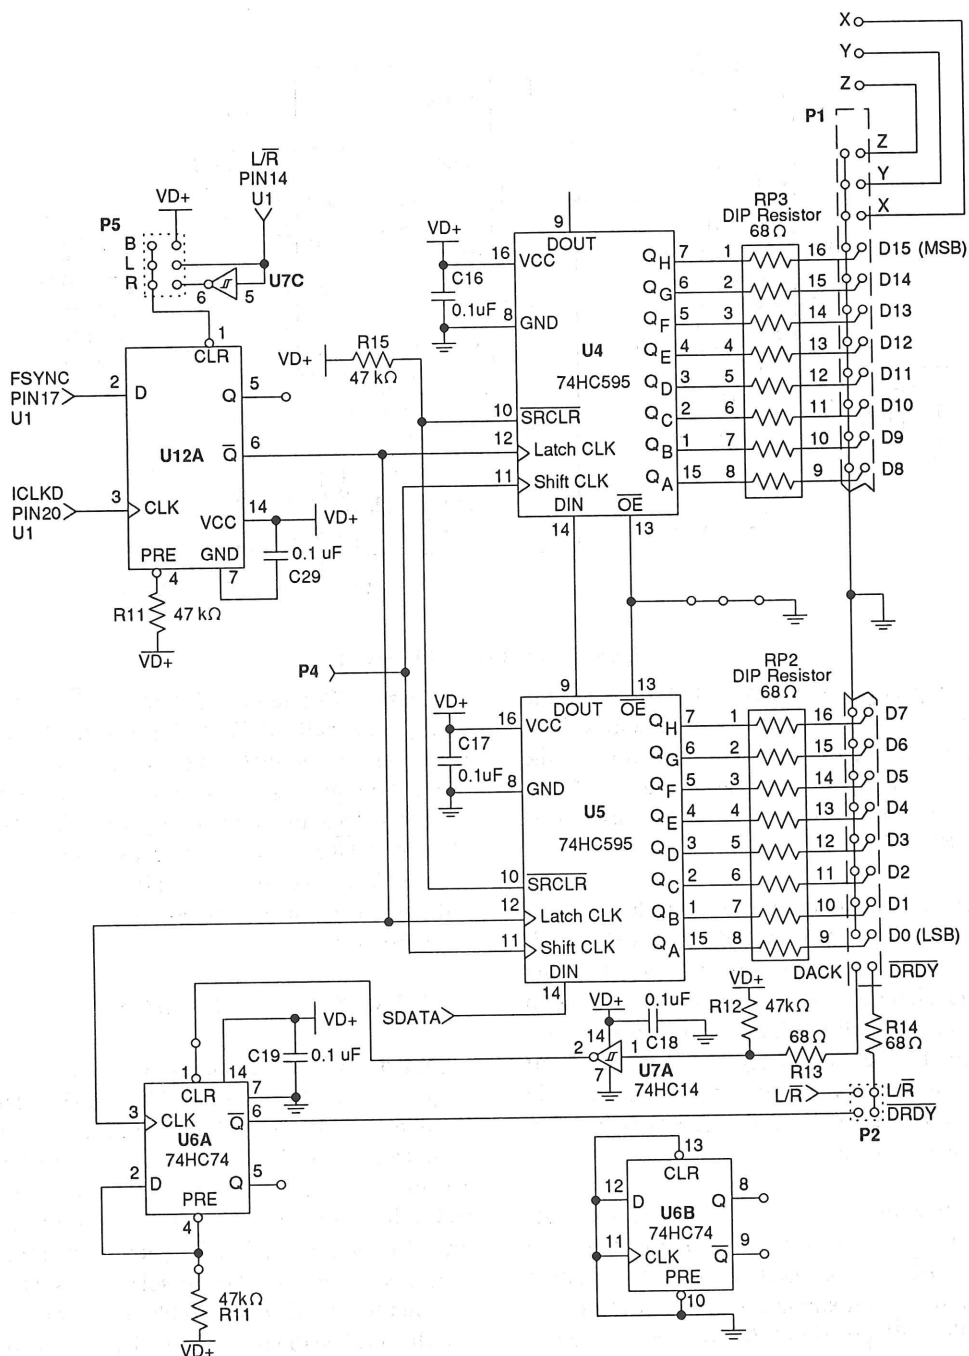 X
Y
Z
P1
Z
Y
X
L/R̅
PIN14
U1
VD+
P5
B
L
R
6
5
U7C
1
CLR
FSYNC
PIN17
U1
2
D
Q
5
U12A
Q̅
6
ICLKD
PIN20
U1
3
CLK
VCC
14
VD+
PRE
GND
4
7
0.1 uF
C29
R11
47 kΩ
VD+
VD+
R15
47 kΩ
9
DOUT
VD+
16
VCC
C16
0.1uF
8
GND
U4
74HC595
10
S̅R̅C̅L̅R̅
12
Latch CLK
11
Shift CLK
DIN
O̅E̅
14
13
RP3
DIP Resistor
68Ω
QH 7 1 16 D15 (MSB)
QG 6 2 15 D14
QF 5 3 14 D13
QE 4 4 13 D12
QD 3 5 12 D11
QC 2 6 11 D10
QB 1 7 10 D9
QA 15 8 9 D8
P4
9
13
DOUT
O̅E̅
VD+
16
VCC
C17
0.1uF
8
GND
U5
74HC595
10
S̅R̅C̅L̅R̅
12
Latch CLK
11
Shift CLK
DIN
14
SDATA
RP2
DIP Resistor
68Ω
QH 7 1 16 D7
QG 6 2 15 D6
QF 5 3 14 D5
QE 4 4 13 D4
QD 3 5 12 D3
QC 2 6 11 D2
QB 1 7 10 D1
QA 15 8 9 D0 (LSB)
DACK
D̅R̅D̅Y̅
VD+
R12
47kΩ
R14
68Ω
68Ω
R13
VD+
0.1uF
C18
14
2
1
7
U7A
74HC14
L/R̅
L/R̅
D̅R̅D̅Y̅
P2
VD+
C19
0.1 uF
1
14
CLR
7
3
CLK
Q̅
6
U6A
74HC74
2
D
Q
5
PRE
4
47kΩ
R11
VD+
13
CLR
12
D
Q
8
U6B
74HC74
11
CLK
Q̅
9
PRE
10